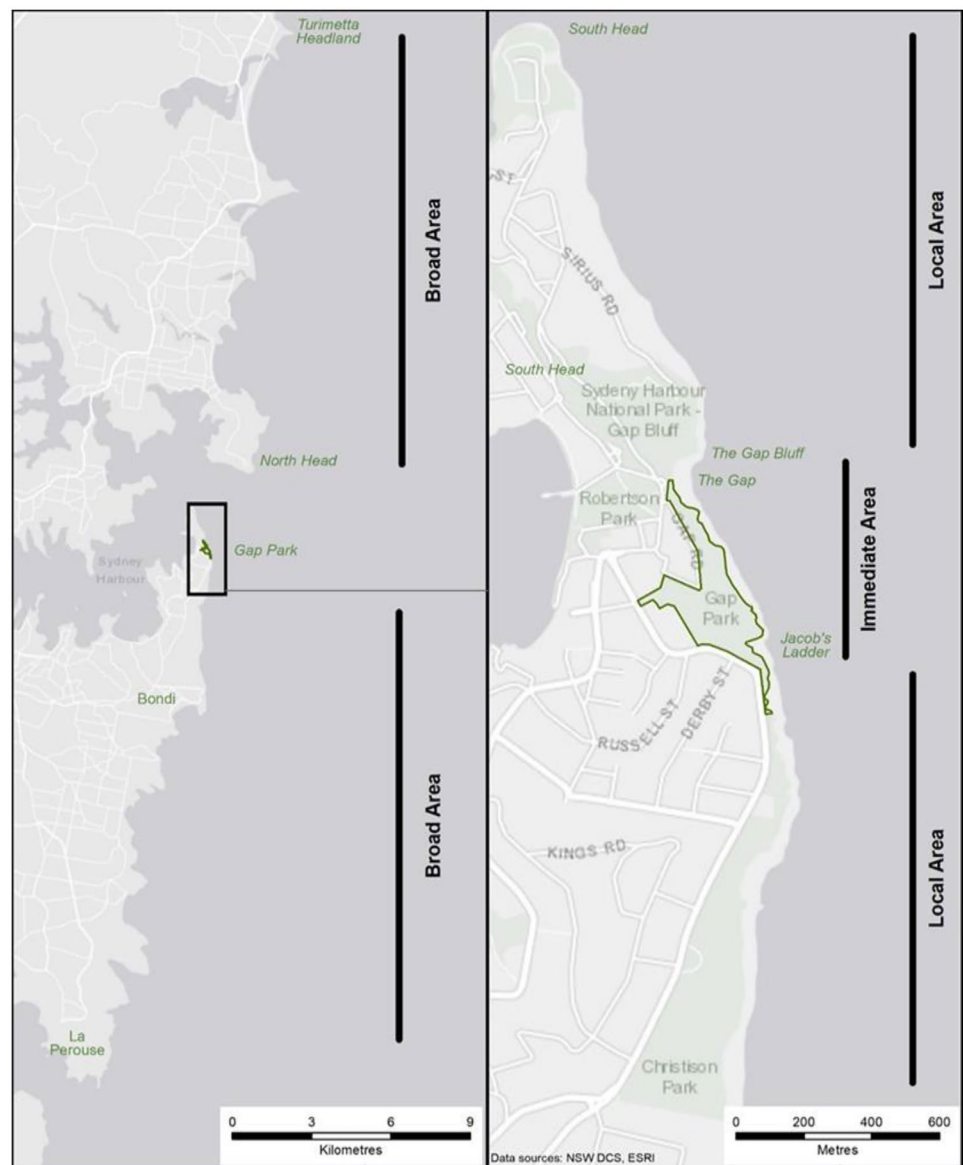 Turimetta
Headland
Broad Area
North Head
Sydney
Harbour
Gap Park
Bondi
Broad Area
La
Perouse
0 3 6 9
Kilometres
South Head
Local Area
ST
SIRIUS RD
South Head
Sydeny Harbour
National Park -
Gap Bluff
The Gap Bluff
The Gap
Robertson
Park
GAP RD
Immediate Area
Gap
Park
Jacob's
Ladder
RUSSELL ST
DERBY ST
KINGS RD
Local Area
Christison
Park
0 200 400 600
Metres
Data sources: NSW DCS, ESRI